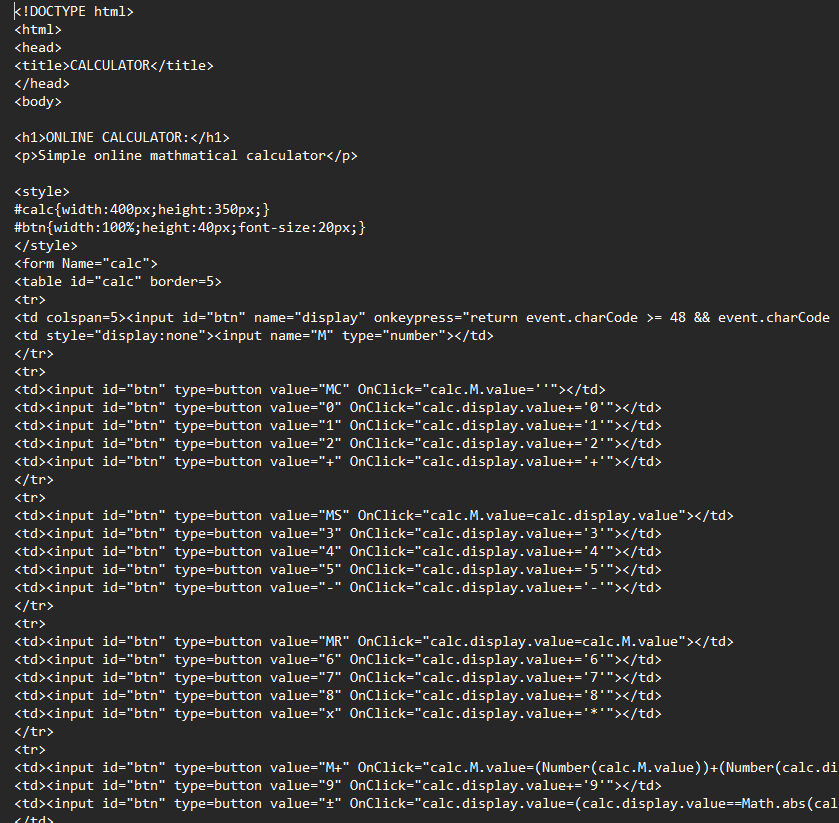 <!DOCTYPE html>
<html>
<head>
<title>CALCULATOR</title>
</head>
<body>
<h1>ONLINE CALCULATOR:</h1>
<p>Simple online mathmatical calculator</p>
<style>
#calc{width:400px;height:350px;}
#btn{width:100%;height:40px;font-size:20px;}
</style>
<form Name="calc">
<table id="calc" border=5>
<tr>
<td colspan=5><input id="btn" name="display" onkeypress="return event.charCode >= 48 && event.charCode
<td style="display:none"><input name="M" type="number"></td>
</tr>
<tr>
<td><input id="btn" type=button value="MC" OnClick="calc.M.value=''"></td>
<td><input id="btn" type=button value="0" OnClick="calc.display.value+='0'"></td>
<td><input id="btn" type=button value="1" OnClick="calc.display.value+='1'"></td>
<td><input id="btn" type=button value="2" OnClick="calc.display.value+='2'"></td>
<td><input id="btn" type=button value="+" OnClick="calc.display.value+='+'"></td>
</tr>
<tr>
<td><input id="btn" type=button value="MS" OnClick="calc.M.value=calc.display.value"></td>
<td><input id="btn" type=button value="3" OnClick="calc.display.value+='3'"></td>
<td><input id="btn" type=button value="4" OnClick="calc.display.value+='4'"></td>
<td><input id="btn" type=button value="5" OnClick="calc.display.value+='5'"></td>
<td><input id="btn" type=button value="-" OnClick="calc.display.value+='-'"></td>
</tr>
<tr>
<td><input id="btn" type=button value="MR" OnClick="calc.display.value=calc.M.value"></td>
<td><input id="btn" type=button value="6" OnClick="calc.display.value+='6'"></td>
<td><input id="btn" type=button value="7" OnClick="calc.display.value+='7'"></td>
<td><input id="btn" type=button value="8" OnClick="calc.display.value+='8'"></td>
<td><input id="btn" type=button value="x" OnClick="calc.display.value+='*'"></td>
</tr>
<tr>
<td><input id="btn" type=button value="M+" OnClick="calc.M.value=(Number(calc.M.value))+(Number(calc.di
<td><input id="btn" type=button value="9" OnClick="calc.display.value+='9'"></td>
<td><input id="btn" type=button value="±" OnClick="calc.display.value=(calc.display.value==Math.abs(cal
</td>